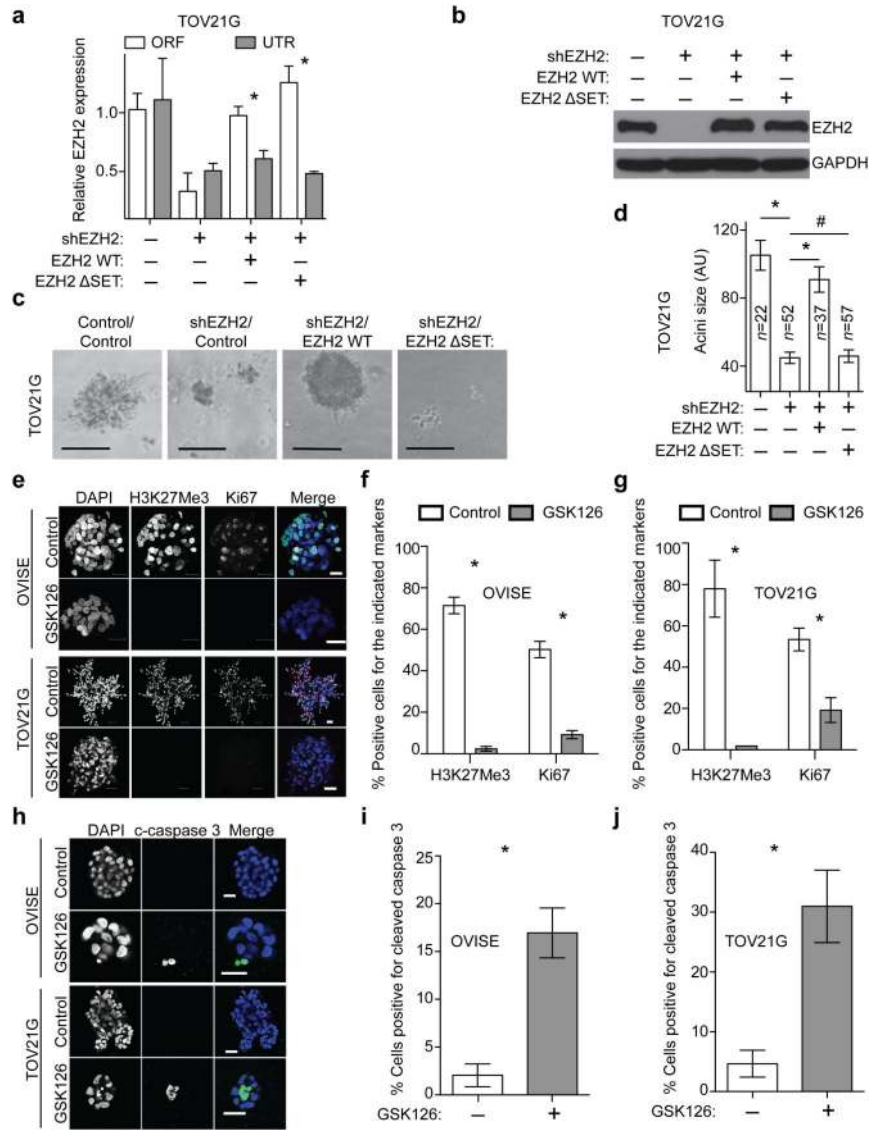 a
TOV21G
ORF UTR
Relative EZH2 expression
1.0
0.5
* *
shEZH2: – + + +
EZH2 WT: +
EZH2 ΔSET: +
b
TOV21G
shEZH2: – + + +
EZH2 WT: +
EZH2 ΔSET: +
EZH2
GAPDH
c
Control/ Control
shEZH2/ Control
shEZH2/ EZH2 WT
shEZH2/ EZH2 ΔSET:
TOV21G
d
TOV21G
Acini size (AU)
120
80
40
* # *
n=22 n=52 n=37 n=57
shEZH2: – + + +
EZH2 WT: +
EZH2 ΔSET: +
e
DAPI H3K27Me3 Ki67 Merge
OVISE
Control
GSK126
TOV21G
Control
GSK126
f
Control GSK126
% Positive cells for the indicated markers
100
80
60
40
20
0
OVISE
* *
H3K27Me3 Ki67
g
Control GSK126
% Positive cells for the indicated markers
100
80
60
40
20
0
TOV21G
* *
H3K27Me3 Ki67
h
DAPI c-caspase 3 Merge
OVISE
Control
GSK126
TOV21G
Control
GSK126
i
% Cells positive for cleaved caspase 3
25
20
15
10
5
0
*
OVISE
GSK126: – +
j
% Cells positive for cleaved caspase 3
40
30
20
10
0
*
TOV21G
GSK126: – +